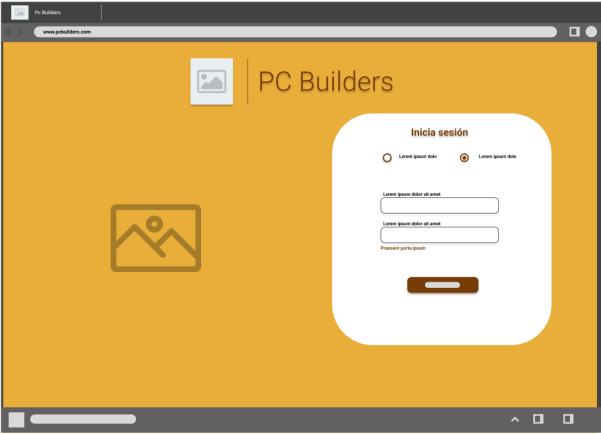 Pc Builders
www.pcbuilders.com
PC Builders
Inicia sesión
Lorem ipsum dolo Lorem ipsum dolo
Lorem ipsum dolor sit amet
Lorem ipsum dolor sit amet
Praesent porta ipsum